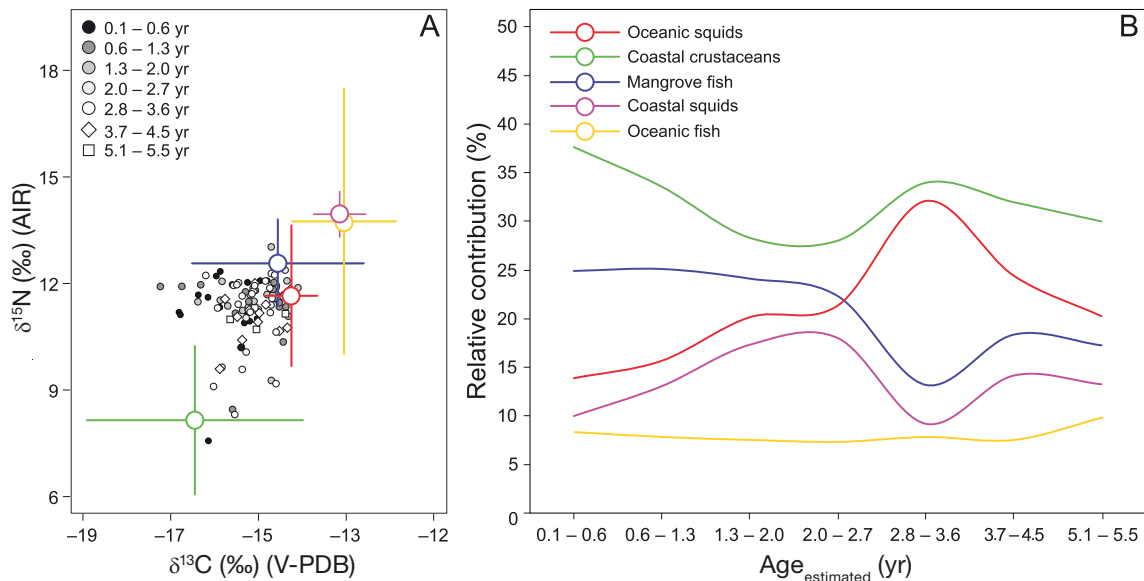 A
0.1 – 0.6 yr
0.6 – 1.3 yr
1.3 – 2.0 yr
2.0 – 2.7 yr
2.8 – 3.6 yr
3.7 – 4.5 yr
5.1 – 5.5 yr
18
15
12
9
6
δ15N (‰) (AIR)
–19
–17
–16
–15
–13
–12
δ13C (‰) (V-PDB)
B
Oceanic squids
Coastal crustaceans
Mangrove fish
Coastal squids
Oceanic fish
50
45
40
35
30
25
20
15
10
5
0
Relative contribution (%)
0.1 – 0.6
0.6 – 1.3
1.3 – 2.0
2.0 – 2.7
2.8 – 3.6
3.7 – 4.5
5.1 – 5.5
Age estimated (yr)